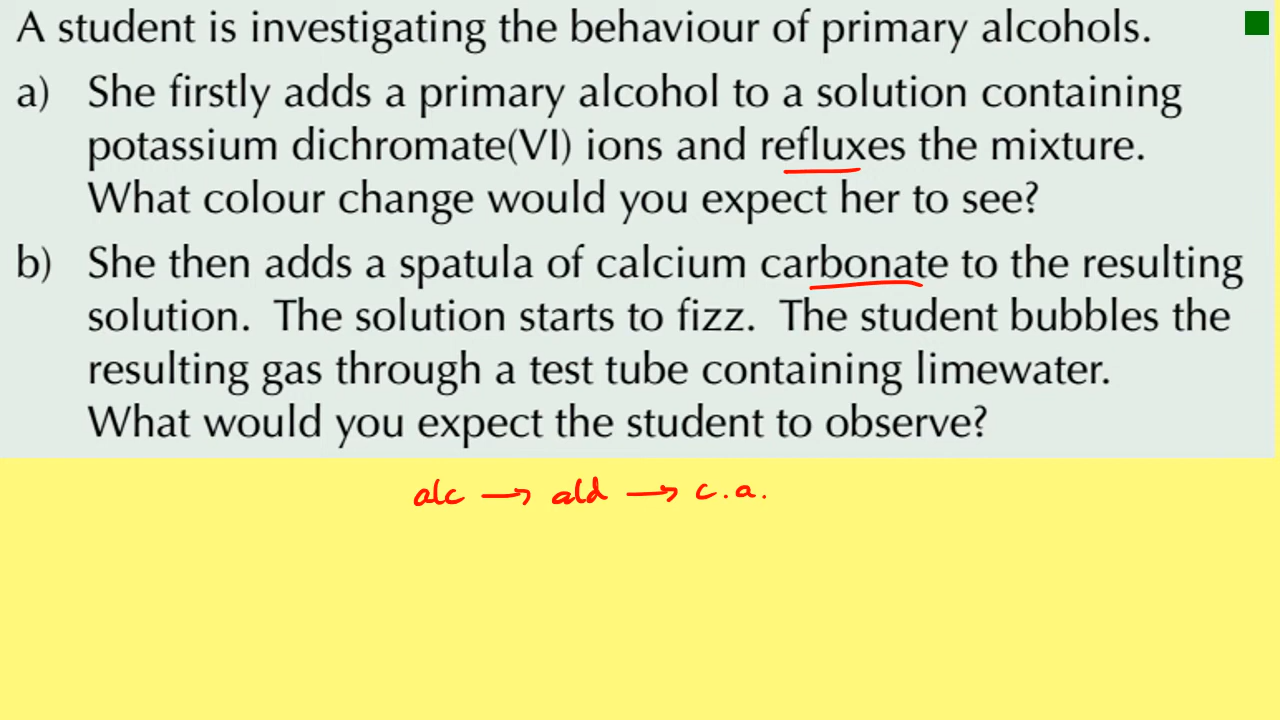 A student is investigating the behaviour of primary alcohols.
a) She firstly adds a primary alcohol to a solution containing
potassium dichromate(VI) ions and refluxes the mixture.
What colour change would you expect her to see?
b) She then adds a spatula of calcium carbonate to the resulting
solution. The solution starts to fizz. The student bubbles the
resulting gas through a test tube containing limewater.
What would you expect the student to observe?
alc → ald → c.a.